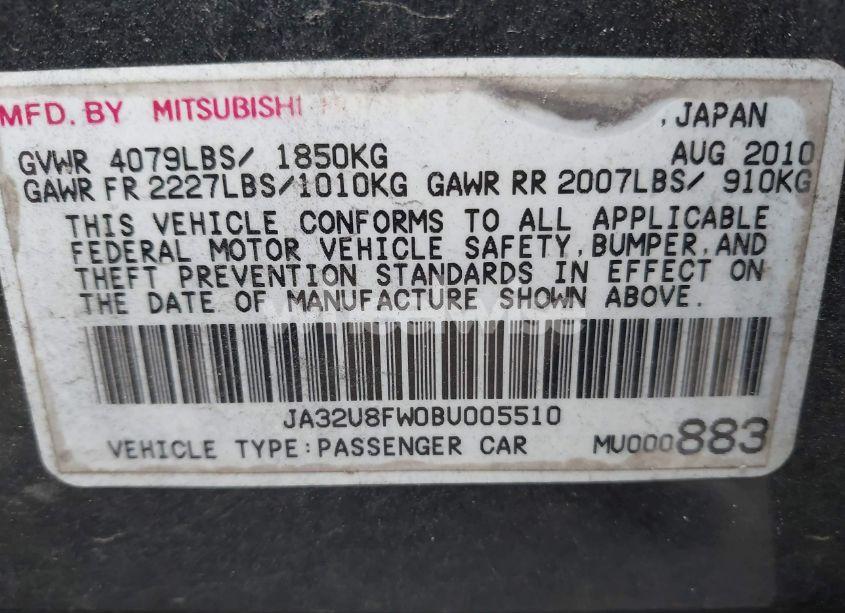 MFD. BY MITSUBISHI , JAPAN
GVWR 4079LBS/ 1850KG AUG 2010
GAWR FR 2227LBS/1010KG GAWR RR 2007LBS/ 910KG
THIS VEHICLE CONFORMS TO ALL APPLICABLE
FEDERAL MOTOR VEHICLE SAFETY, BUMPER, AND
THEFT PREVENTION STANDARDS IN EFFECT ON
THE DATE OF MANUFACTURE SHOWN ABOVE.
JA32U8FW0BU005510
VEHICLE TYPE: PASSENGER CAR MU000883